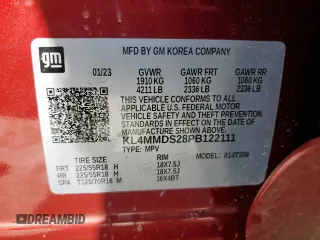 gm
MFD BY GM KOREA COMPANY
01/23 GVWR GAWR FRT GAWR RR
1910 KG 1060 KG 1060 KG
4211 LB 2336 LB 2336 LB
THIS VEHICLE CONFORMS TO ALL APPLICABLE U.S.
FEDERAL MOTOR VEHICLE SAFETY, BUMPER, AND
THEFT PREVENTION STANDARDS IN EFFECT ON
THE DATE OF MANUFACTURE SHOWN ABOVE.
KL4MMDS28PB122111
TYPE: MPV MODEL:
TIRE SIZE RIM
FRT 225/55R18 H 18X7.5J
RR 225/55R18 H 18X7.5J
SPA T125/70R16 M 16X4BT
DREAMBID